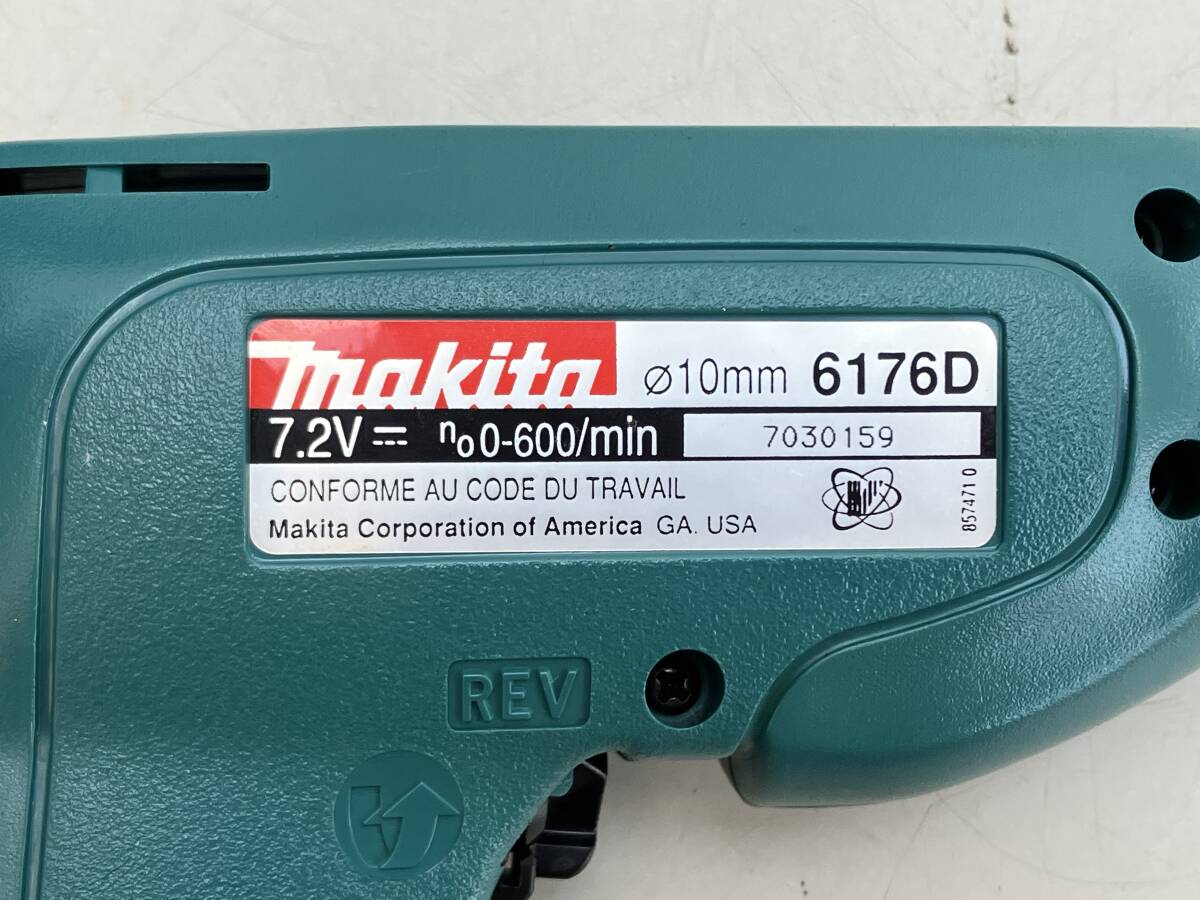 makita ⌀10mm 6176D
7.2V⎓ n₀0-600/min 7030159
CONFORME AU CODE DU TRAVAIL
Makita Corporation of America GA. USA
857471 0
REV